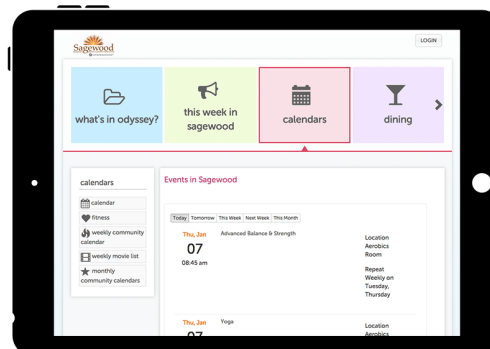 Sagewood
LOGIN
what's in odyssey?
this week in
sagewood
calendars
dining
calendars
calendar
fitness
weekly community
calendar
weekly movie list
monthly
community calendars
Events in Sagewood
Today Tomorrow This Week Next Week This Month
Thu, Jan
07
08:45 am
Advanced Balance & Strength
Location
Aerobics
Room
Repeat
Weekly on
Tuesday,
Thursday
Thu, Jan
07
Yoga
Location
Aerobics